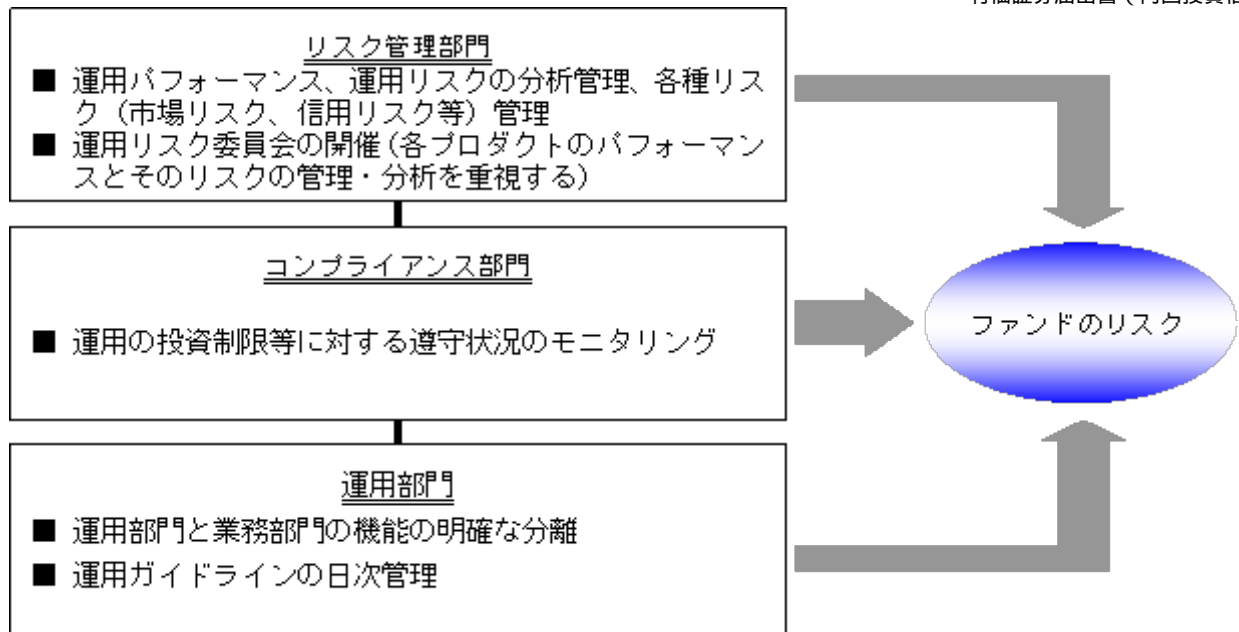 リスク管理部門
■ 運用パフォーマンス、運用リスクの分析管理、各種リス
ク（市場リスク、信用リスク等）管理
■ 運用リスク委員会の開催（各プロダクトのパフォーマン
スとそのリスクの管理・分析を重視する）
コンプライアンス部門
■ 運用の投資制限等に対する遵守状況のモニタリング
ファンドのリスク
運用部門
■ 運用部門と業務部門の機能の明確な分離
■ 運用ガイドラインの日次管理